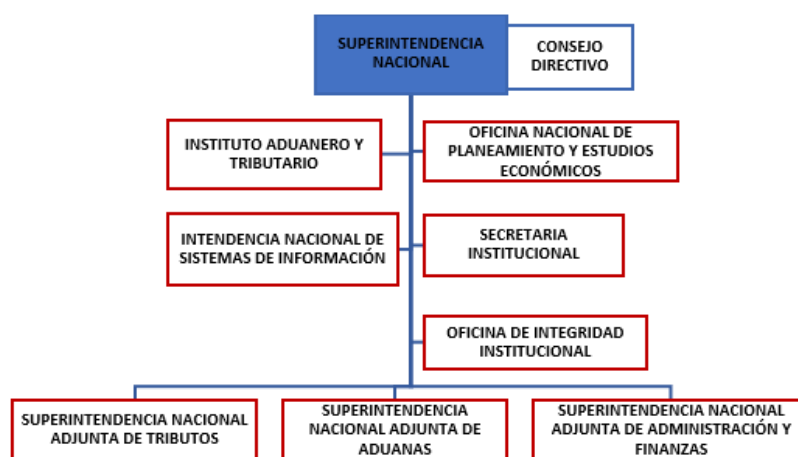 SUPERINTENDENCIA
NACIONAL
CONSEJO
DIRECTIVO
INSTITUTO ADUANERO Y
TRIBUTARIO
OFICINA NACIONAL DE
PLANEAMIENTO Y ESTUDIOS
ECONÓMICOS
INTENDENCIA NACIONAL DE
SISTEMAS DE INFORMACIÓN
SECRETARIA
INSTITUCIONAL
OFICINA DE INTEGRIDAD
INSTITUCIONAL
SUPERINTENDENCIA NACIONAL
ADJUNTA DE TRIBUTOS
SUPERINTENDENCIA
NACIONAL ADJUNTA DE
ADUANAS
SUPERINTENDENCIA NACIONAL
ADJUNTA DE ADMINISTRACIÓN Y
FINANZAS